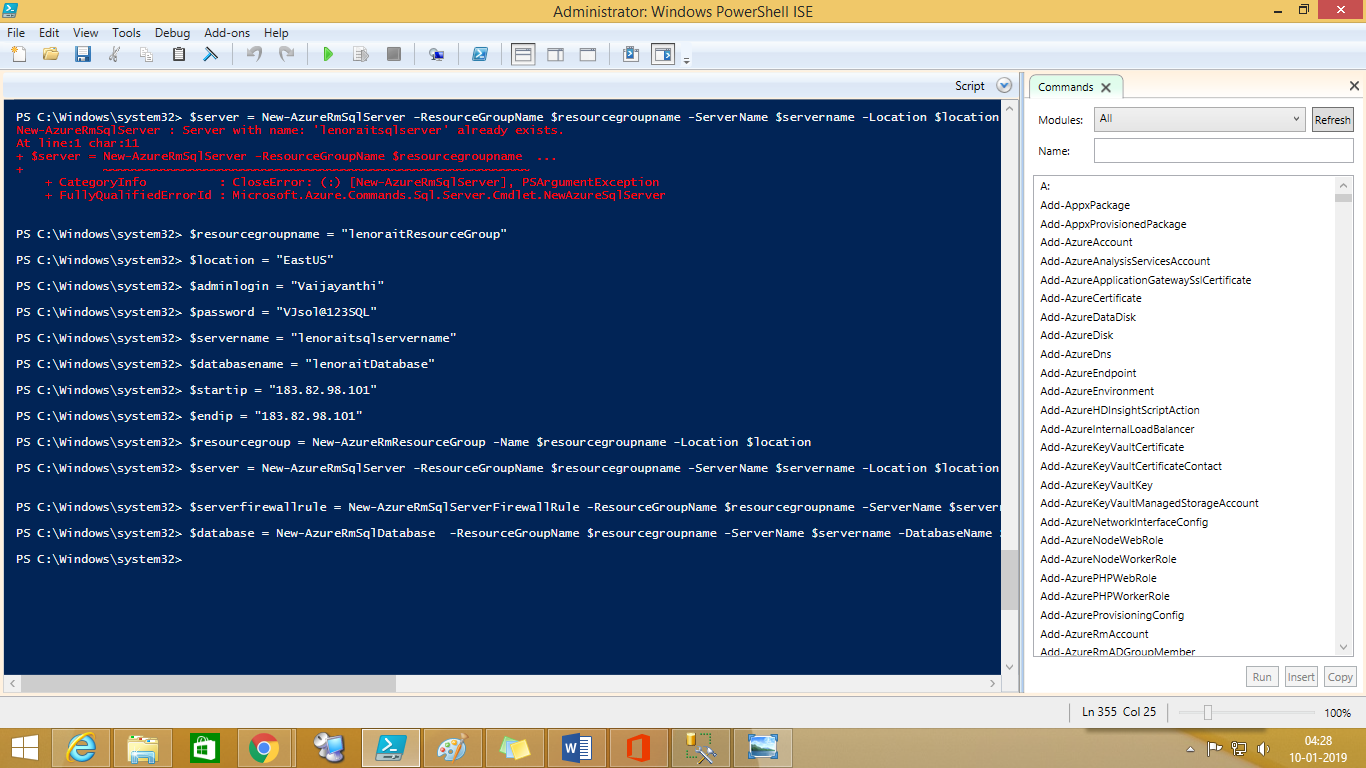 Administrator: Windows PowerShell ISE
File Edit View Tools Debug Add-ons Help
Script
PS C:\Windows\system32> $server = New-AzureRmSqlServer -ResourceGroupName $resourcegroupname -ServerName $servername -Location $location
New-AzureRmSqlServer : Server with name: 'lenoraitsqlserver' already exists.
At line:1 char:11
+ $server = New-AzureRmSqlServer -ResourceGroupName $resourcegroupname ...
+ ~~~~~~~~~~~~~~~~~~~~~~~~~~~~~~~~~~~~~~~~~~~~~~~~~~~~~~~~~~~
+ CategoryInfo : CloseError: (:) [New-AzureRmSqlServer], PSArgumentException
+ FullyQualifiedErrorId : Microsoft.Azure.Commands.Sql.Server.Cmdlet.NewAzureSqlServer
PS C:\Windows\system32> $resourcegroupname = "lenoraitResourceGroup"
PS C:\Windows\system32> $location = "EastUS"
PS C:\Windows\system32> $adminlogin = "Vaijayanthi"
PS C:\Windows\system32> $password = "VJsol@123SQL"
PS C:\Windows\system32> $servername = "lenoraitsqlservername"
PS C:\Windows\system32> $databasename = "lenoraitDatabase"
PS C:\Windows\system32> $startip = "183.82.98.101"
PS C:\Windows\system32> $endip = "183.82.98.101"
PS C:\Windows\system32> $resourcegroup = New-AzureRmResourceGroup -Name $resourcegroupname -Location $location
PS C:\Windows\system32> $server = New-AzureRmSqlServer -ResourceGroupName $resourcegroupname -ServerName $servername -Location $location
PS C:\Windows\system32> $serverfirewallrule = New-AzureRmSqlServerFirewallRule -ResourceGroupName $resourcegroupname -ServerName $server
PS C:\Windows\system32> $database = New-AzureRmSqlDatabase  -ResourceGroupName $resourcegroupname -ServerName $servername -DatabaseName
PS C:\Windows\system32>
Commands
Modules: All Refresh
Name:
A:
Add-AppxPackage
Add-AppxProvisionedPackage
Add-AzureAccount
Add-AzureAnalysisServicesAccount
Add-AzureApplicationGatewaySslCertificate
Add-AzureCertificate
Add-AzureDataDisk
Add-AzureDisk
Add-AzureDns
Add-AzureEndpoint
Add-AzureEnvironment
Add-AzureHDInsightScriptAction
Add-AzureInternalLoadBalancer
Add-AzureKeyVaultCertificate
Add-AzureKeyVaultCertificateContact
Add-AzureKeyVaultKey
Add-AzureKeyVaultManagedStorageAccount
Add-AzureNetworkInterfaceConfig
Add-AzureNodeWebRole
Add-AzureNodeWorkerRole
Add-AzurePHPWebRole
Add-AzurePHPWorkerRole
Add-AzureProvisioningConfig
Add-AzureRmAccount
Add-AzureRmADGroupMember
Run Insert Copy
Ln 355 Col 25
100%
04:28
10-01-2019